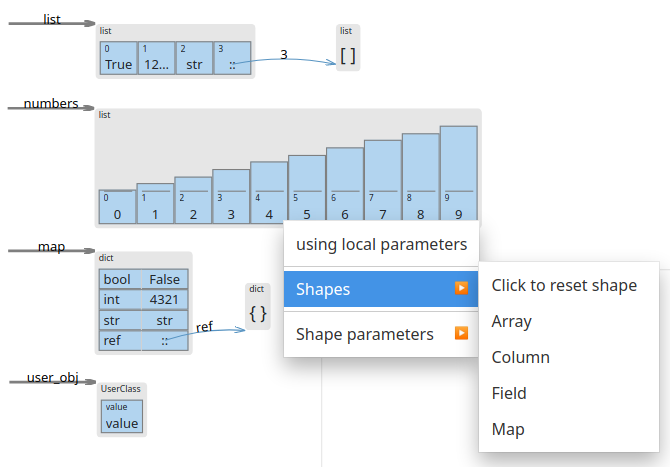 list
list
0 1 2 3
True 12... str ::
3
list
[ ]
numbers
list
0 1 2 3 4 5 6 7 8 9
0 1 2 3 4 5 6 7 8 9
map
dict
bool False
int 4321
str str
ref ::
ref
dict
{ }
user_obj
UserClass
value
value
using local parameters
Shapes
Shape parameters
Click to reset shape
Array
Column
Field
Map